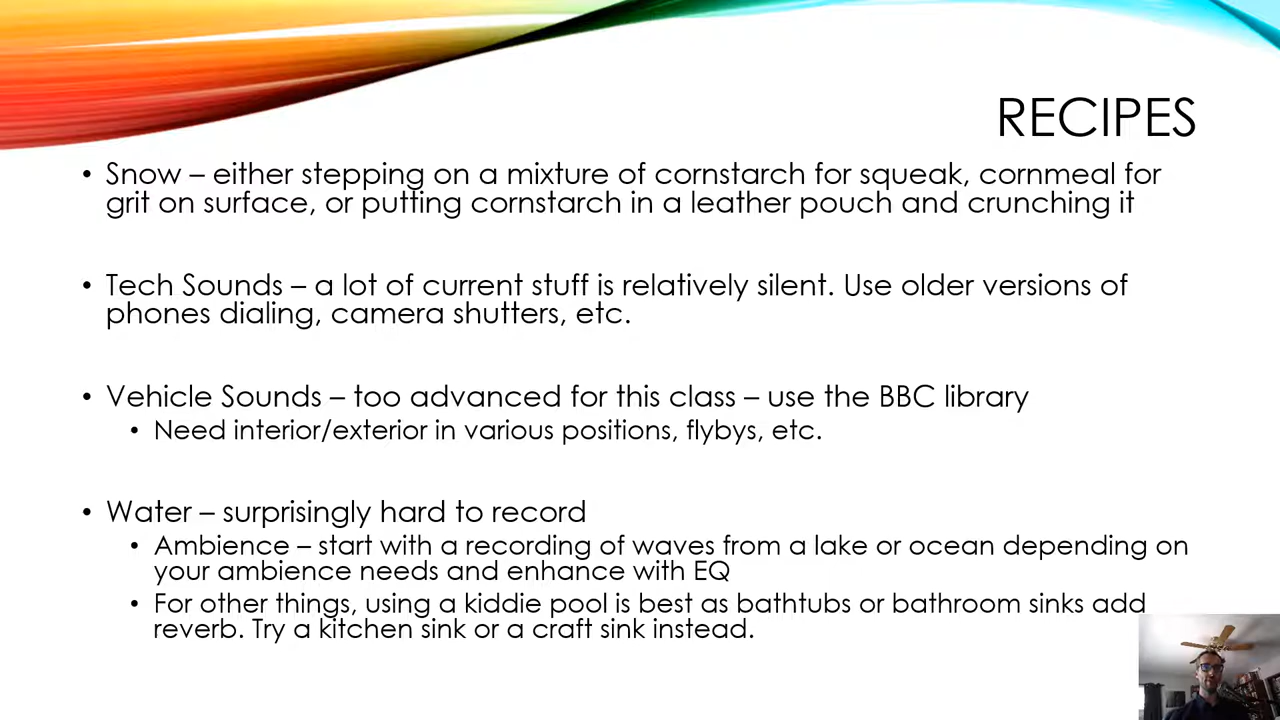 RECIPES
• Snow – either stepping on a mixture of cornstarch for squeak, cornmeal for
grit on surface, or putting cornstarch in a leather pouch and crunching it
• Tech Sounds – a lot of current stuff is relatively silent. Use older versions of
phones dialing, camera shutters, etc.
• Vehicle Sounds – too advanced for this class – use the BBC library
• Need interior/exterior in various positions, flybys, etc.
• Water – surprisingly hard to record
• Ambience – start with a recording of waves from a lake or ocean depending on
your ambience needs and enhance with EQ
• For other things, using a kiddie pool is best as bathtubs or bathroom sinks add
reverb. Try a kitchen sink or a craft sink instead.